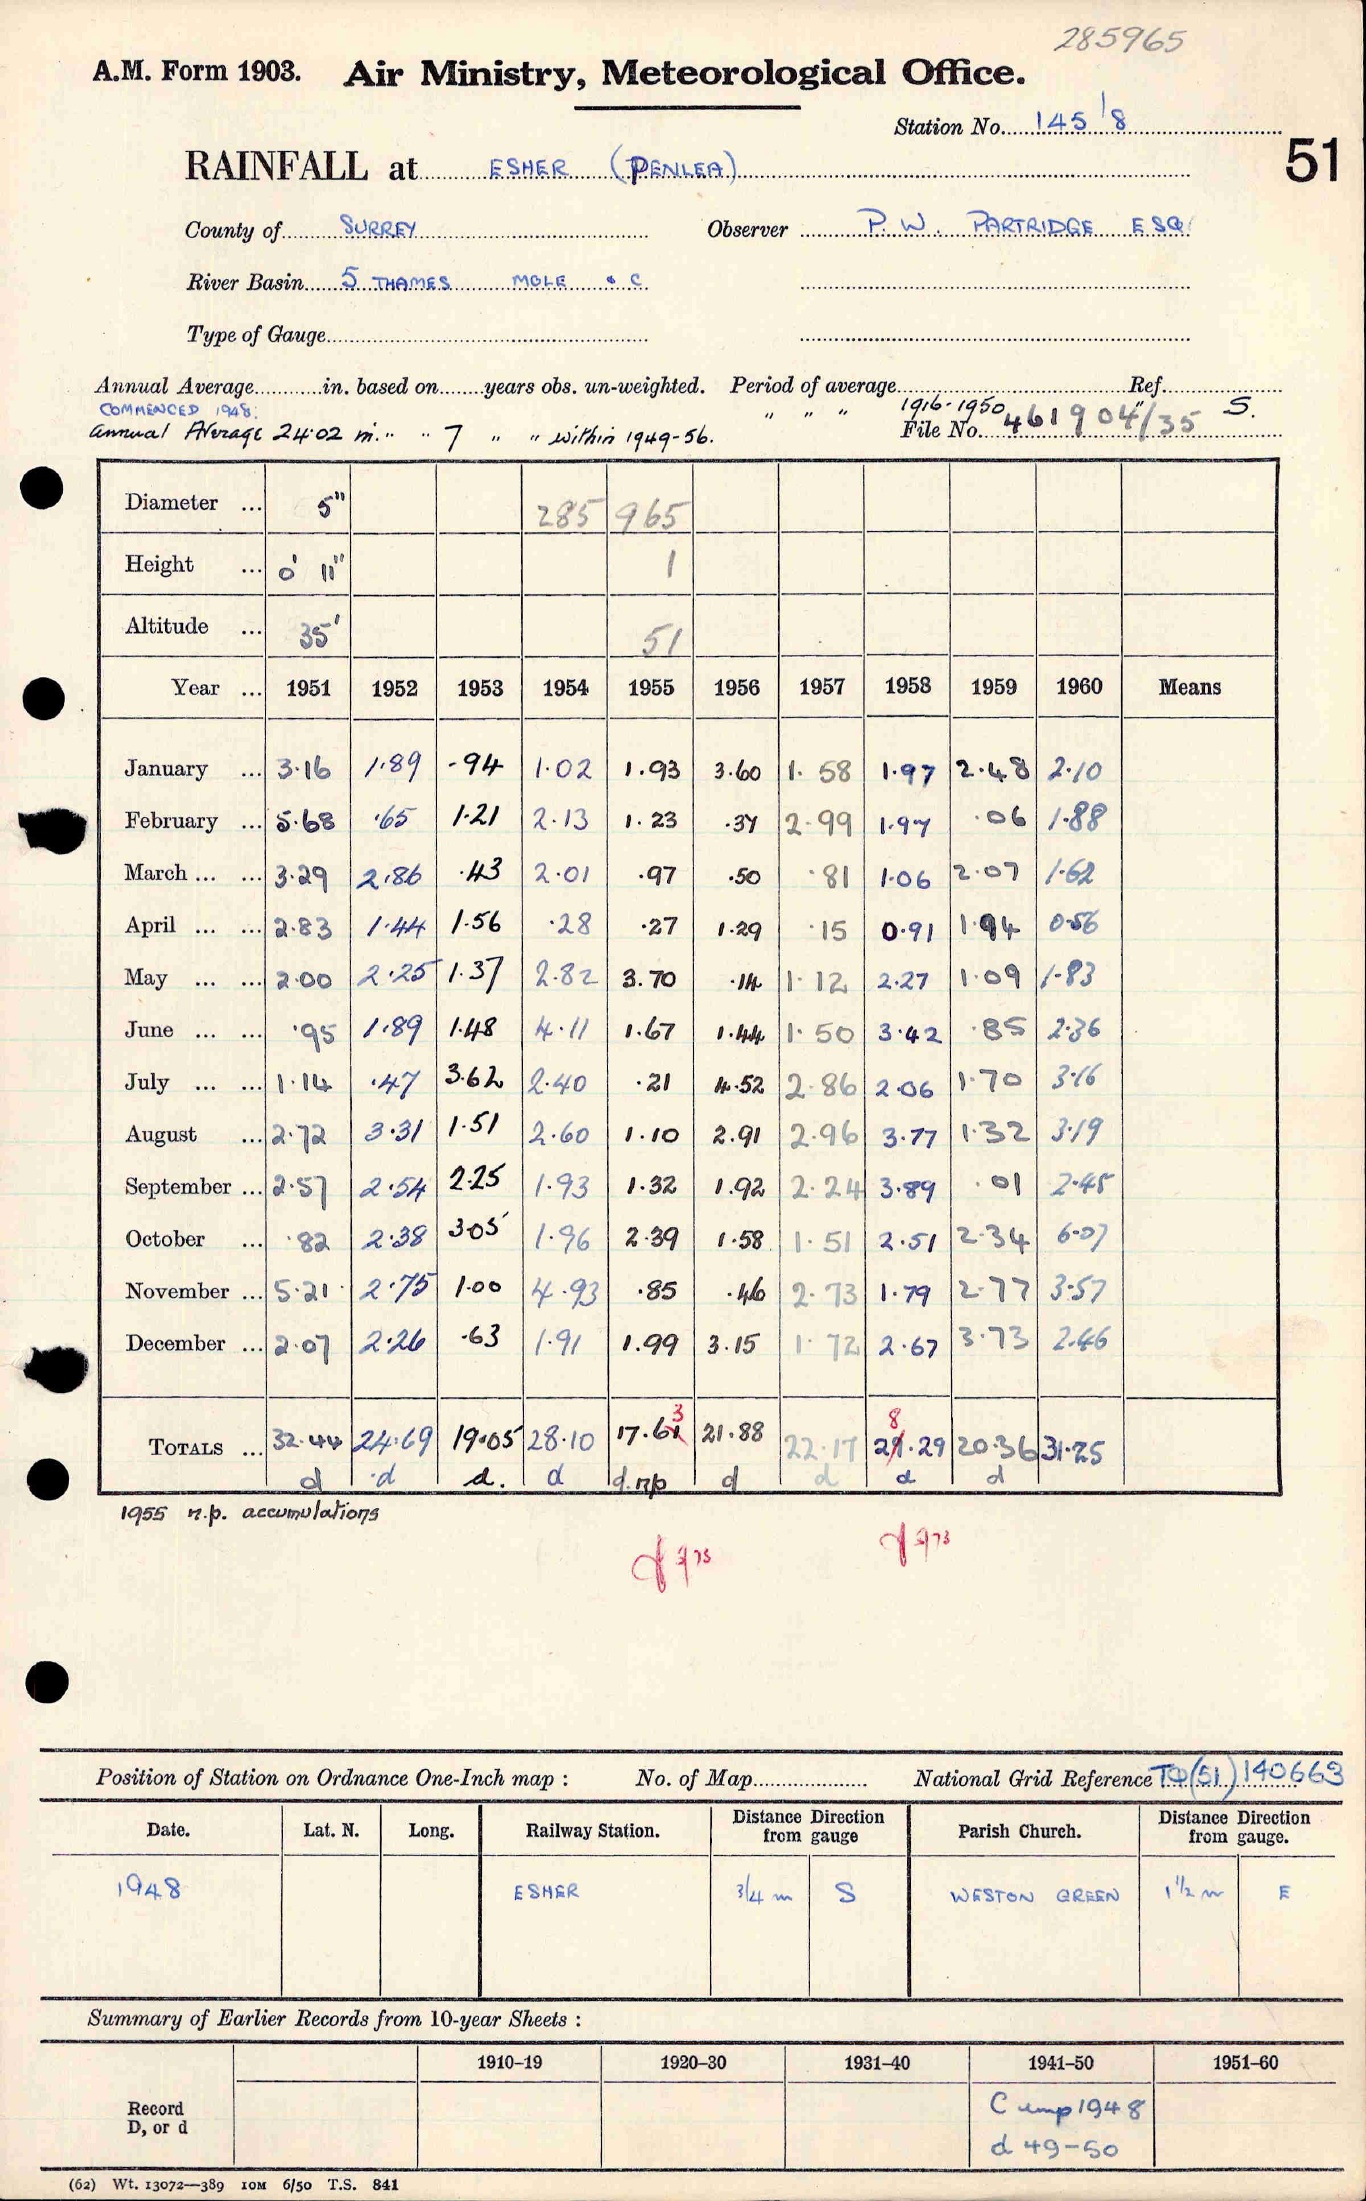 285965
A.M. Form 1903. Air Ministry, Meteorological Office.
Station No. 145/8
51
RAINFALL at ESHER (PENLEA)
County of SURREY Observer P. W. PARTRIDGE ESQ
River Basin 5 THAMES MOLE & C
Type of Gauge
Annual Average in. based on years obs. un-weighted. Period of average Ref.
COMMENCED 1948. " " " 1916-1950 " S.
Annual Average 24.02 in. " " 7 " " within 1949-56. File No. 461904/35
Diameter ... 5" 285 965
Height ... 0' 11" 1
Altitude ... 35' 51
Year ... 1951 1952 1953 1954 1955 1956 1957 1958 1959 1960 Means
January ... 3.16 1.89 .94 1.02 1.93 3.60 1.58 1.97 2.48 2.10
February ... 5.68 .65 1.21 2.13 1.23 .37 2.99 1.97 .06 1.88
March ... ... 3.29 2.86 .43 2.01 .97 .50 .81 1.06 2.07 1.62
April ... ... 2.83 1.44 1.56 .28 .27 1.29 .15 0.91 1.94 0.56
May ... ... 2.00 2.25 1.37 2.82 3.70 .14 1.12 2.27 1.09 1.83
June ... ... .95 1.89 1.48 4.11 1.67 1.44 1.50 3.42 .85 2.36
July ... ... 1.14 .47 3.62 2.40 .21 4.52 2.86 2.06 1.70 3.16
August ... 2.72 3.31 1.51 2.60 1.10 2.91 2.96 3.77 1.32 3.19
September ... 2.57 2.54 2.25 1.93 1.32 1.92 2.24 3.89 .01 2.45
October ... .82 2.38 3.05 1.96 2.39 1.58 1.51 2.51 2.34 6.07
November ... 5.21 2.75 1.00 4.93 .85 .46 2.73 1.79 2.77 3.57
December ... 2.07 2.26 .63 1.91 1.99 3.15 1.72 2.67 3.73 2.46
3 8
TOTALS ... 32.44 24.69 19.05 28.10 17.61 21.88 22.17 29.29 20.36 31.25
d d d. d d.np d d d d
1955 n.p. accumulations
Position of Station on Ordnance One-Inch map : No. of Map National Grid Reference TQ(51)140663
Date. Lat. N. Long. Railway Station. Distance Direction from gauge Parish Church. Distance Direction from gauge.
1948 ESHER 3/4 m S WESTON GREEN 1 1/2 m E
Summary of Earlier Records from 10-year Sheets :
1910–19 1920–30 1931–40 1941–50 1951–60
Record D, or d
C 1948
d 49-50
(62) Wt. 13072—389 10M 6/50 T.S. 841